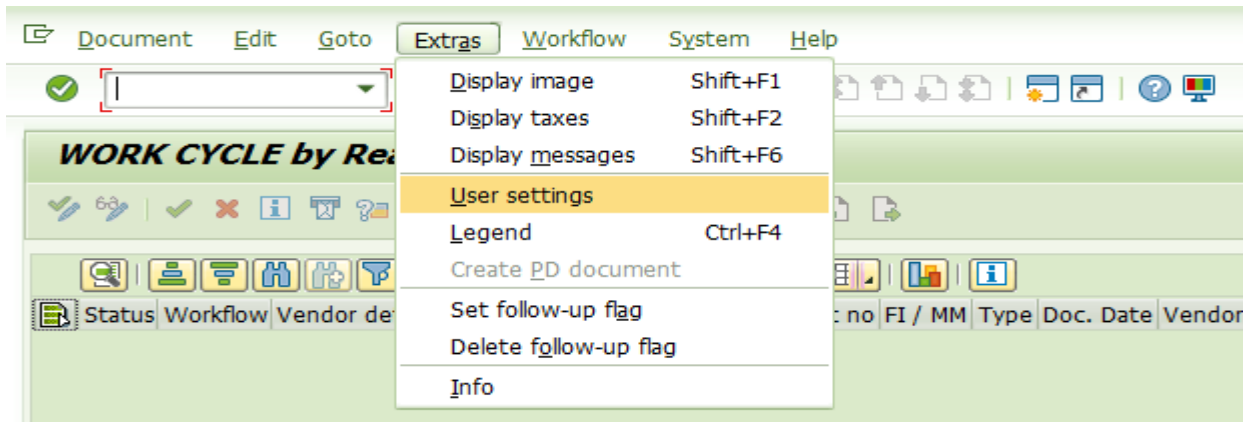 Document Edit Goto Extras Workflow System Help
Display image Shift+F1
Display taxes Shift+F2
WORK CYCLE by
Display messages Shift+F6
User settings
Legend Ctrl+F4
Create PD document
Status Workflow Vendor
Set follow-up flag
no FI / MM Type Doc. Date Vendor
Delete follow-up flag
Info